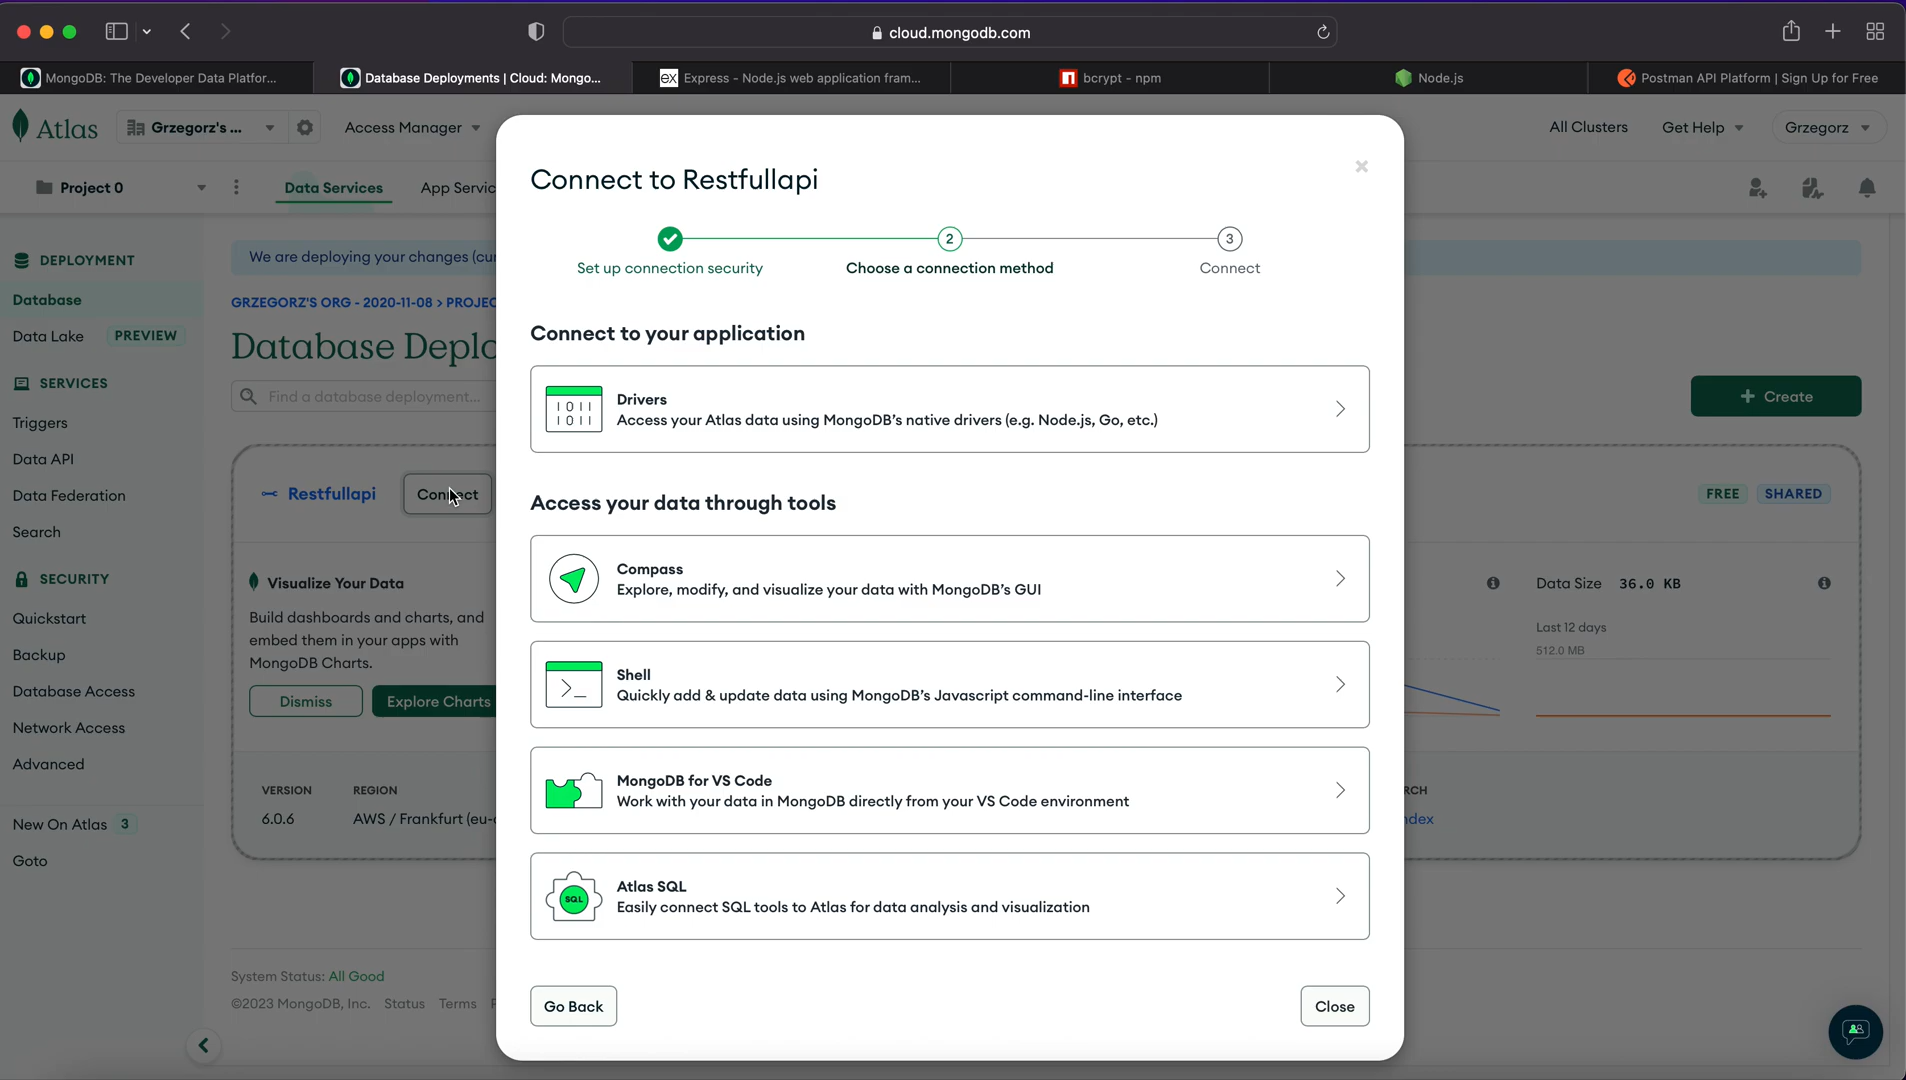 cloud.mongodb.com
MongoDB: The Developer Data Platfor...
Database Deployments | Cloud: Mongo...
EX Express - Node.js web application fram...
bcrypt - npm
Node.js
Postman API Platform | Sign Up for Free
Atlas
Grzegorz's ...
Access Manager
All Clusters
Get Help
Grzegorz
Project 0
Data Services
App Servic
We are deploying your changes (cu
GRZEGORZ'S ORG - 2020-11-08 > PROJEC
Database Deplo
Find a database deployment...
+ Create
DEPLOYMENT
Database
Data Lake PREVIEW
SERVICES
Triggers
Data API
Data Federation
Search
SECURITY
Quickstart
Backup
Database Access
Network Access
Advanced
New On Atlas 3
Goto
Restfullapi
Connect
FREE
SHARED
Visualize Your Data
Build dashboards and charts, and
embed them in your apps with
MongoDB Charts.
Dismiss
Explore Charts
Data Size 36.0 KB
Last 12 days
512.0 MB
VERSION
REGION
6.0.6
AWS / Frankfurt (eu-
RCH
ndex
System Status: All Good
©2023 MongoDB, Inc. Status Terms
Connect to Restfullapi
2
3
Set up connection security
Choose a connection method
Connect
Connect to your application
1011
1011
Drivers
Access your Atlas data using MongoDB's native drivers (e.g. Node.js, Go, etc.)
Access your data through tools
Compass
Explore, modify, and visualize your data with MongoDB's GUI
Shell
Quickly add & update data using MongoDB's Javascript command-line interface
MongoDB for VS Code
Work with your data in MongoDB directly from your VS Code environment
SQL
Atlas SQL
Easily connect SQL tools to Atlas for data analysis and visualization
Go Back
Close